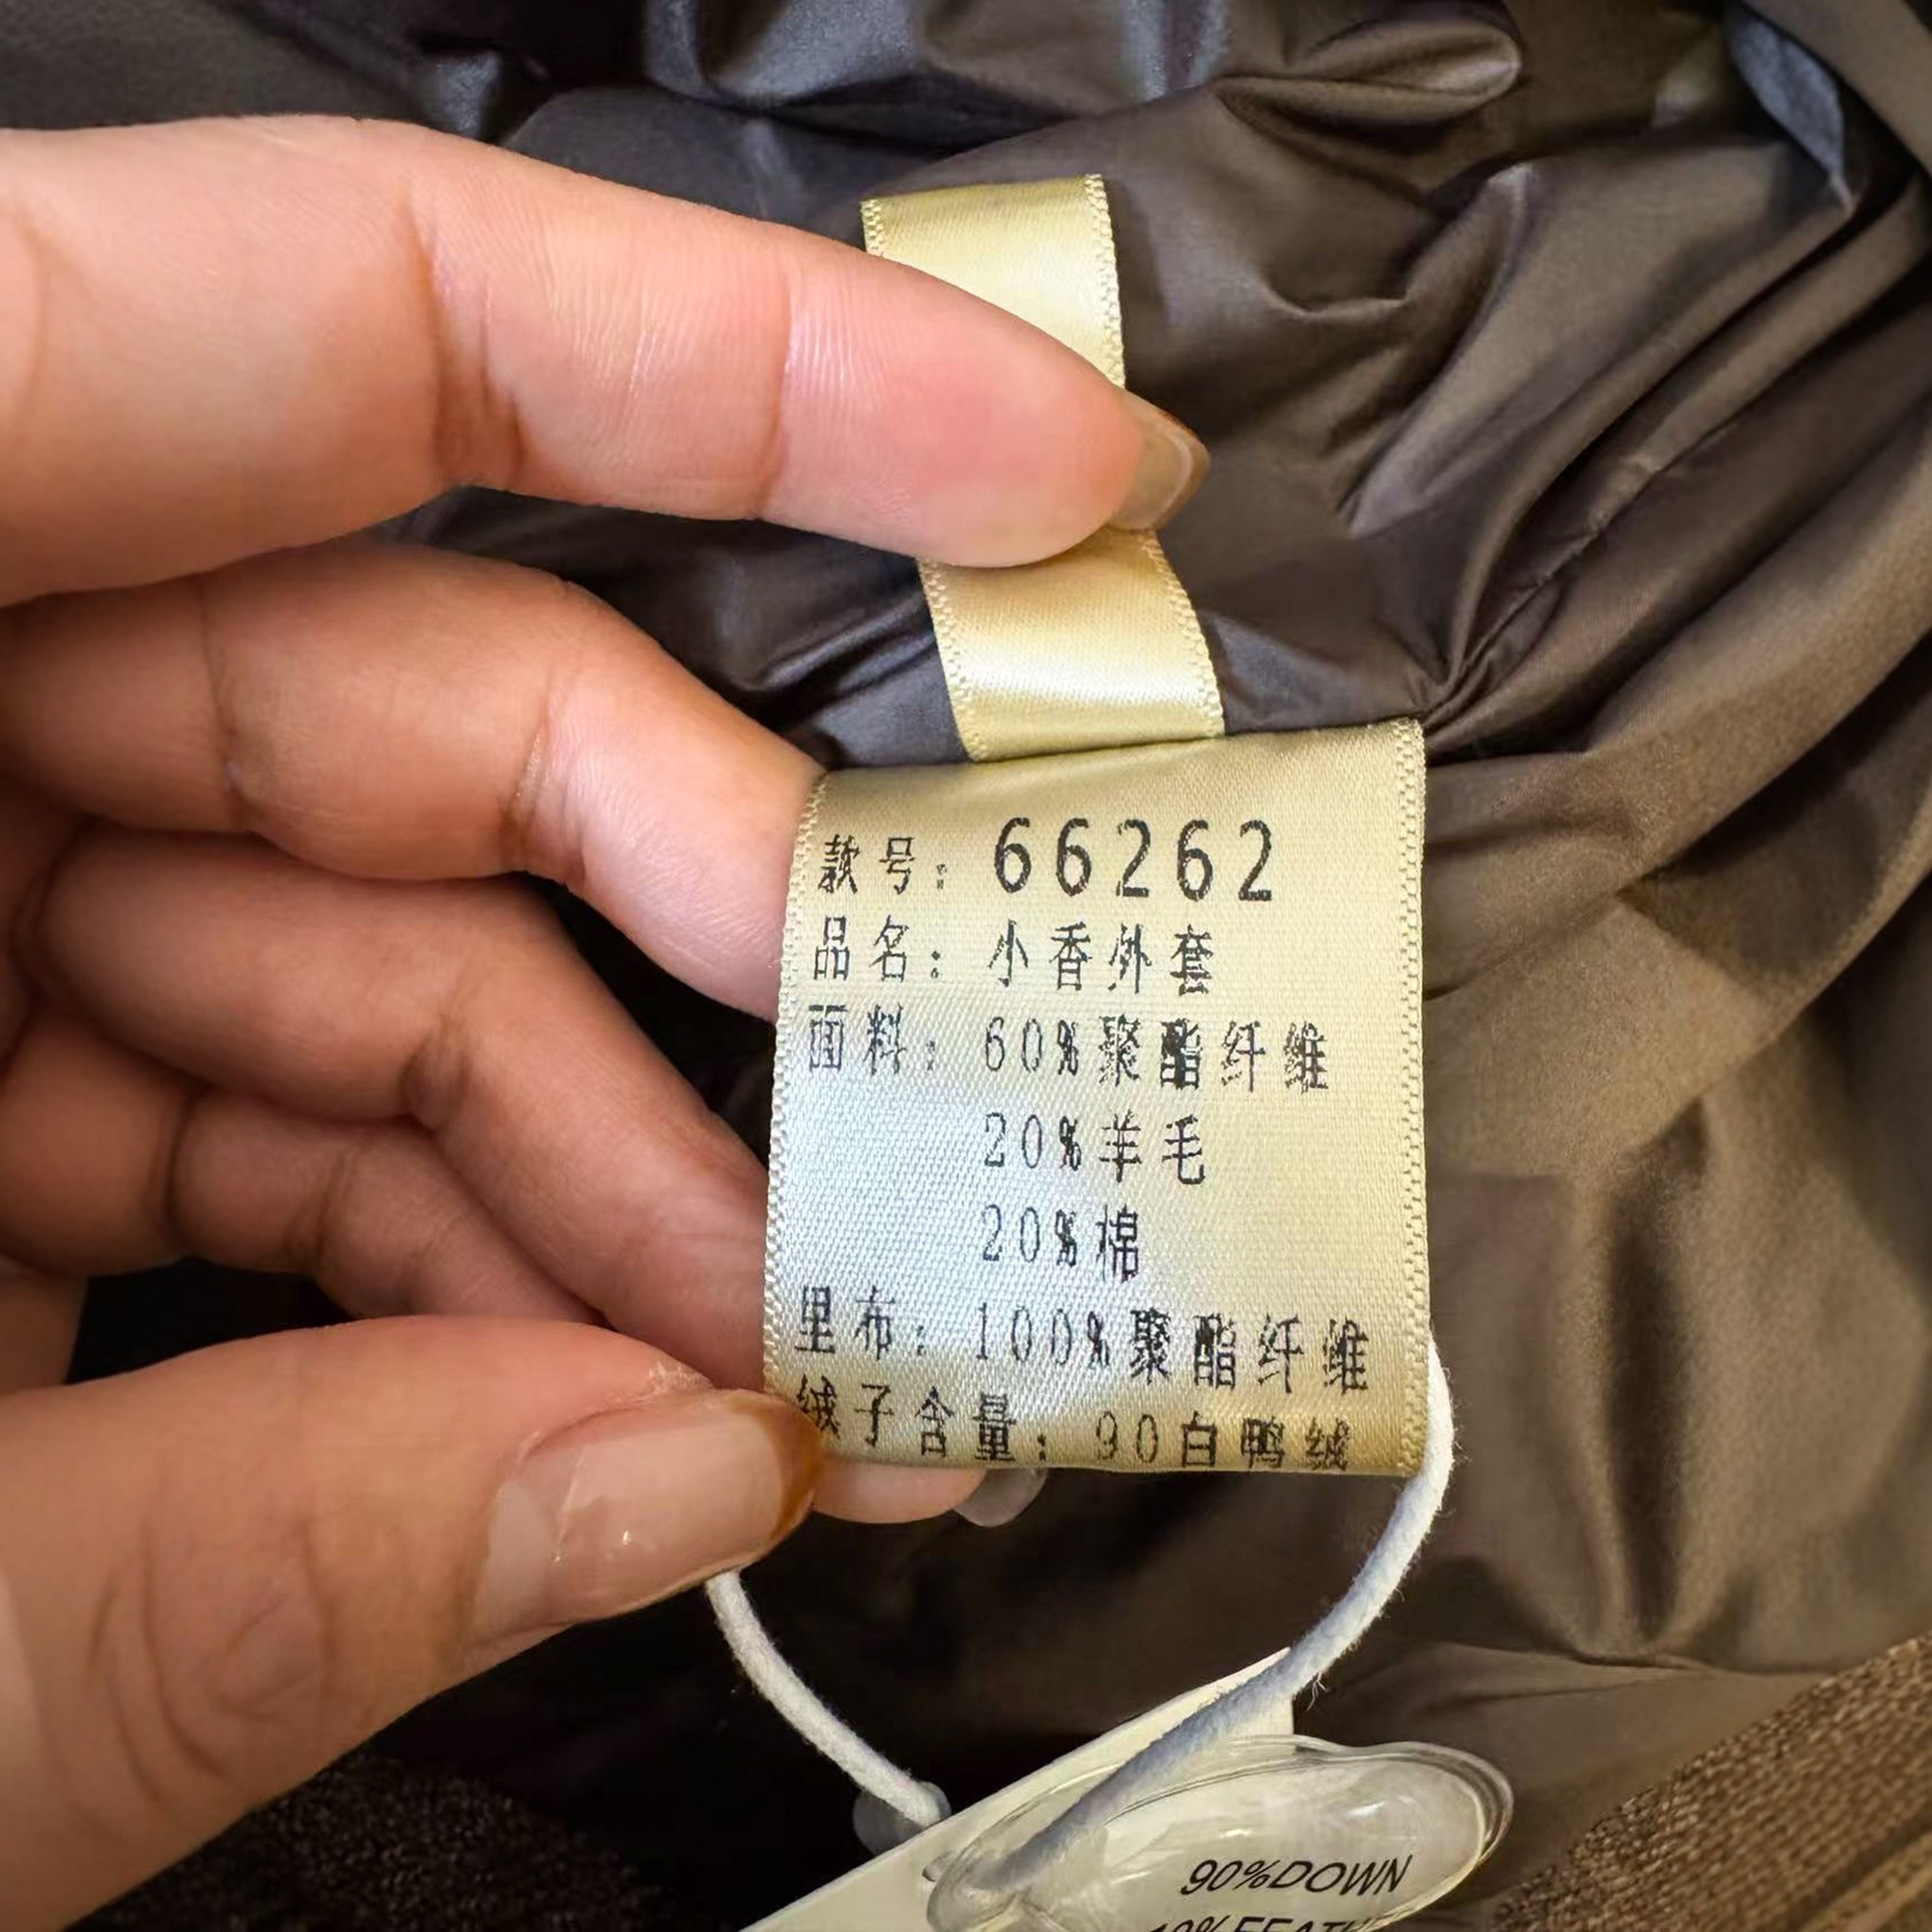 款号: 66262
品名: 小香外套
面料: 60%聚酯纤维
20%羊毛
20%棉
里布: 100%聚酯纤维
绒子含量: 90白鸭绒
90%DOWN
10% FEATHE